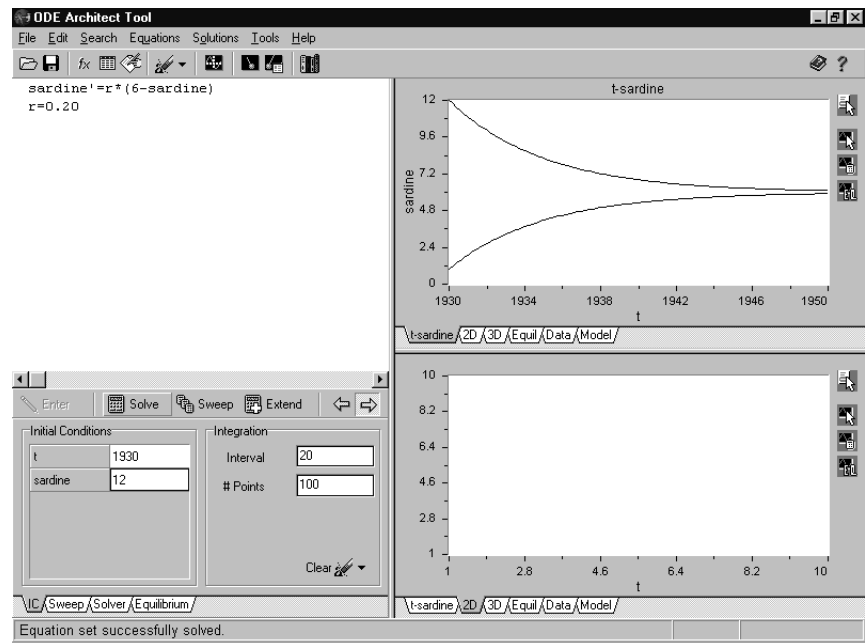 ODE Architect Tool
File Edit Search Equations Solutions Tools Help
fx
?
sardine'=r*(6-sardine)
r=0.20
t-sardine
12
9.6
7.2
4.8
2.4
0
sardine
1930 1934 1938 1942 1946 1950
t
t-sardine 2D 3D Equil Data Model
Enter Solve Sweep Extend
Initial Conditions
t 1930
sardine 12
Integration
Interval 20
# Points 100
Clear
IC Sweep Solver Equilibrium
10
8.2
6.4
4.6
2.8
1
1 2.8 4.6 6.4 8.2 10
t
t-sardine 2D 3D Equil Data Model
Equation set successfully solved.